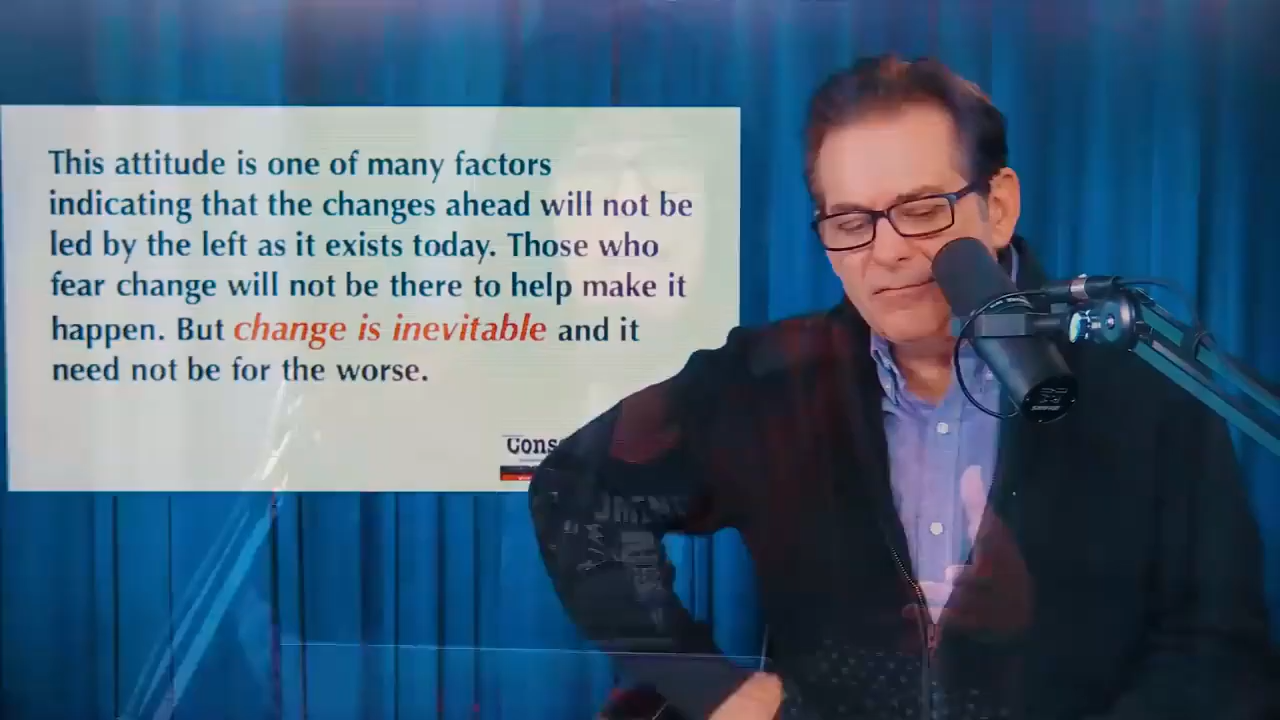 This attitude is one of many factors
indicating that the changes ahead will not be
led by the left as it exists today. Those who
fear change will not be there to help make it
happen. But change is inevitable and it
need not be for the worse.
Cons
SHURE